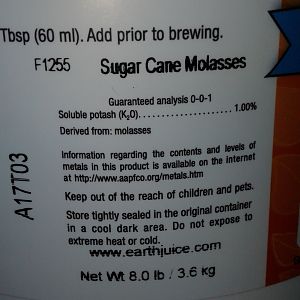 Tbsp (60 ml). Add prior to brewing.
F1255 Sugar Cane Molasses
Guaranteed analysis 0-0-1
Soluble potash (K₂O)........................ 1.00%
Derived from: molasses
Information regarding the contents and levels of
metals in this product is available on the internet
at http://www.aapfco.org/metals.htm
Keep out of the reach of children and pets.
Store tightly sealed in the original container
in a cool dark area. Do not expose to
extreme heat or cold.
www.earthjuice.com
Net Wt 8.0 lb / 3.6 kg
A17T03